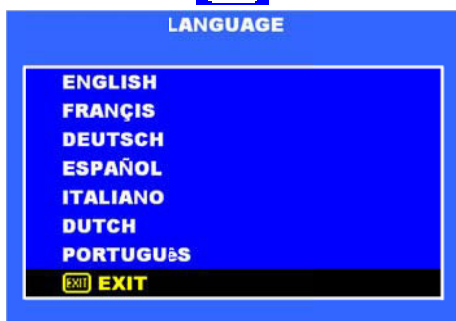 LANGUAGE
ENGLISH
FRANÇIS
DEUTSCH
ESPAÑOL
ITALIANO
DUTCH
PORTUGUêS
EXIT EXIT